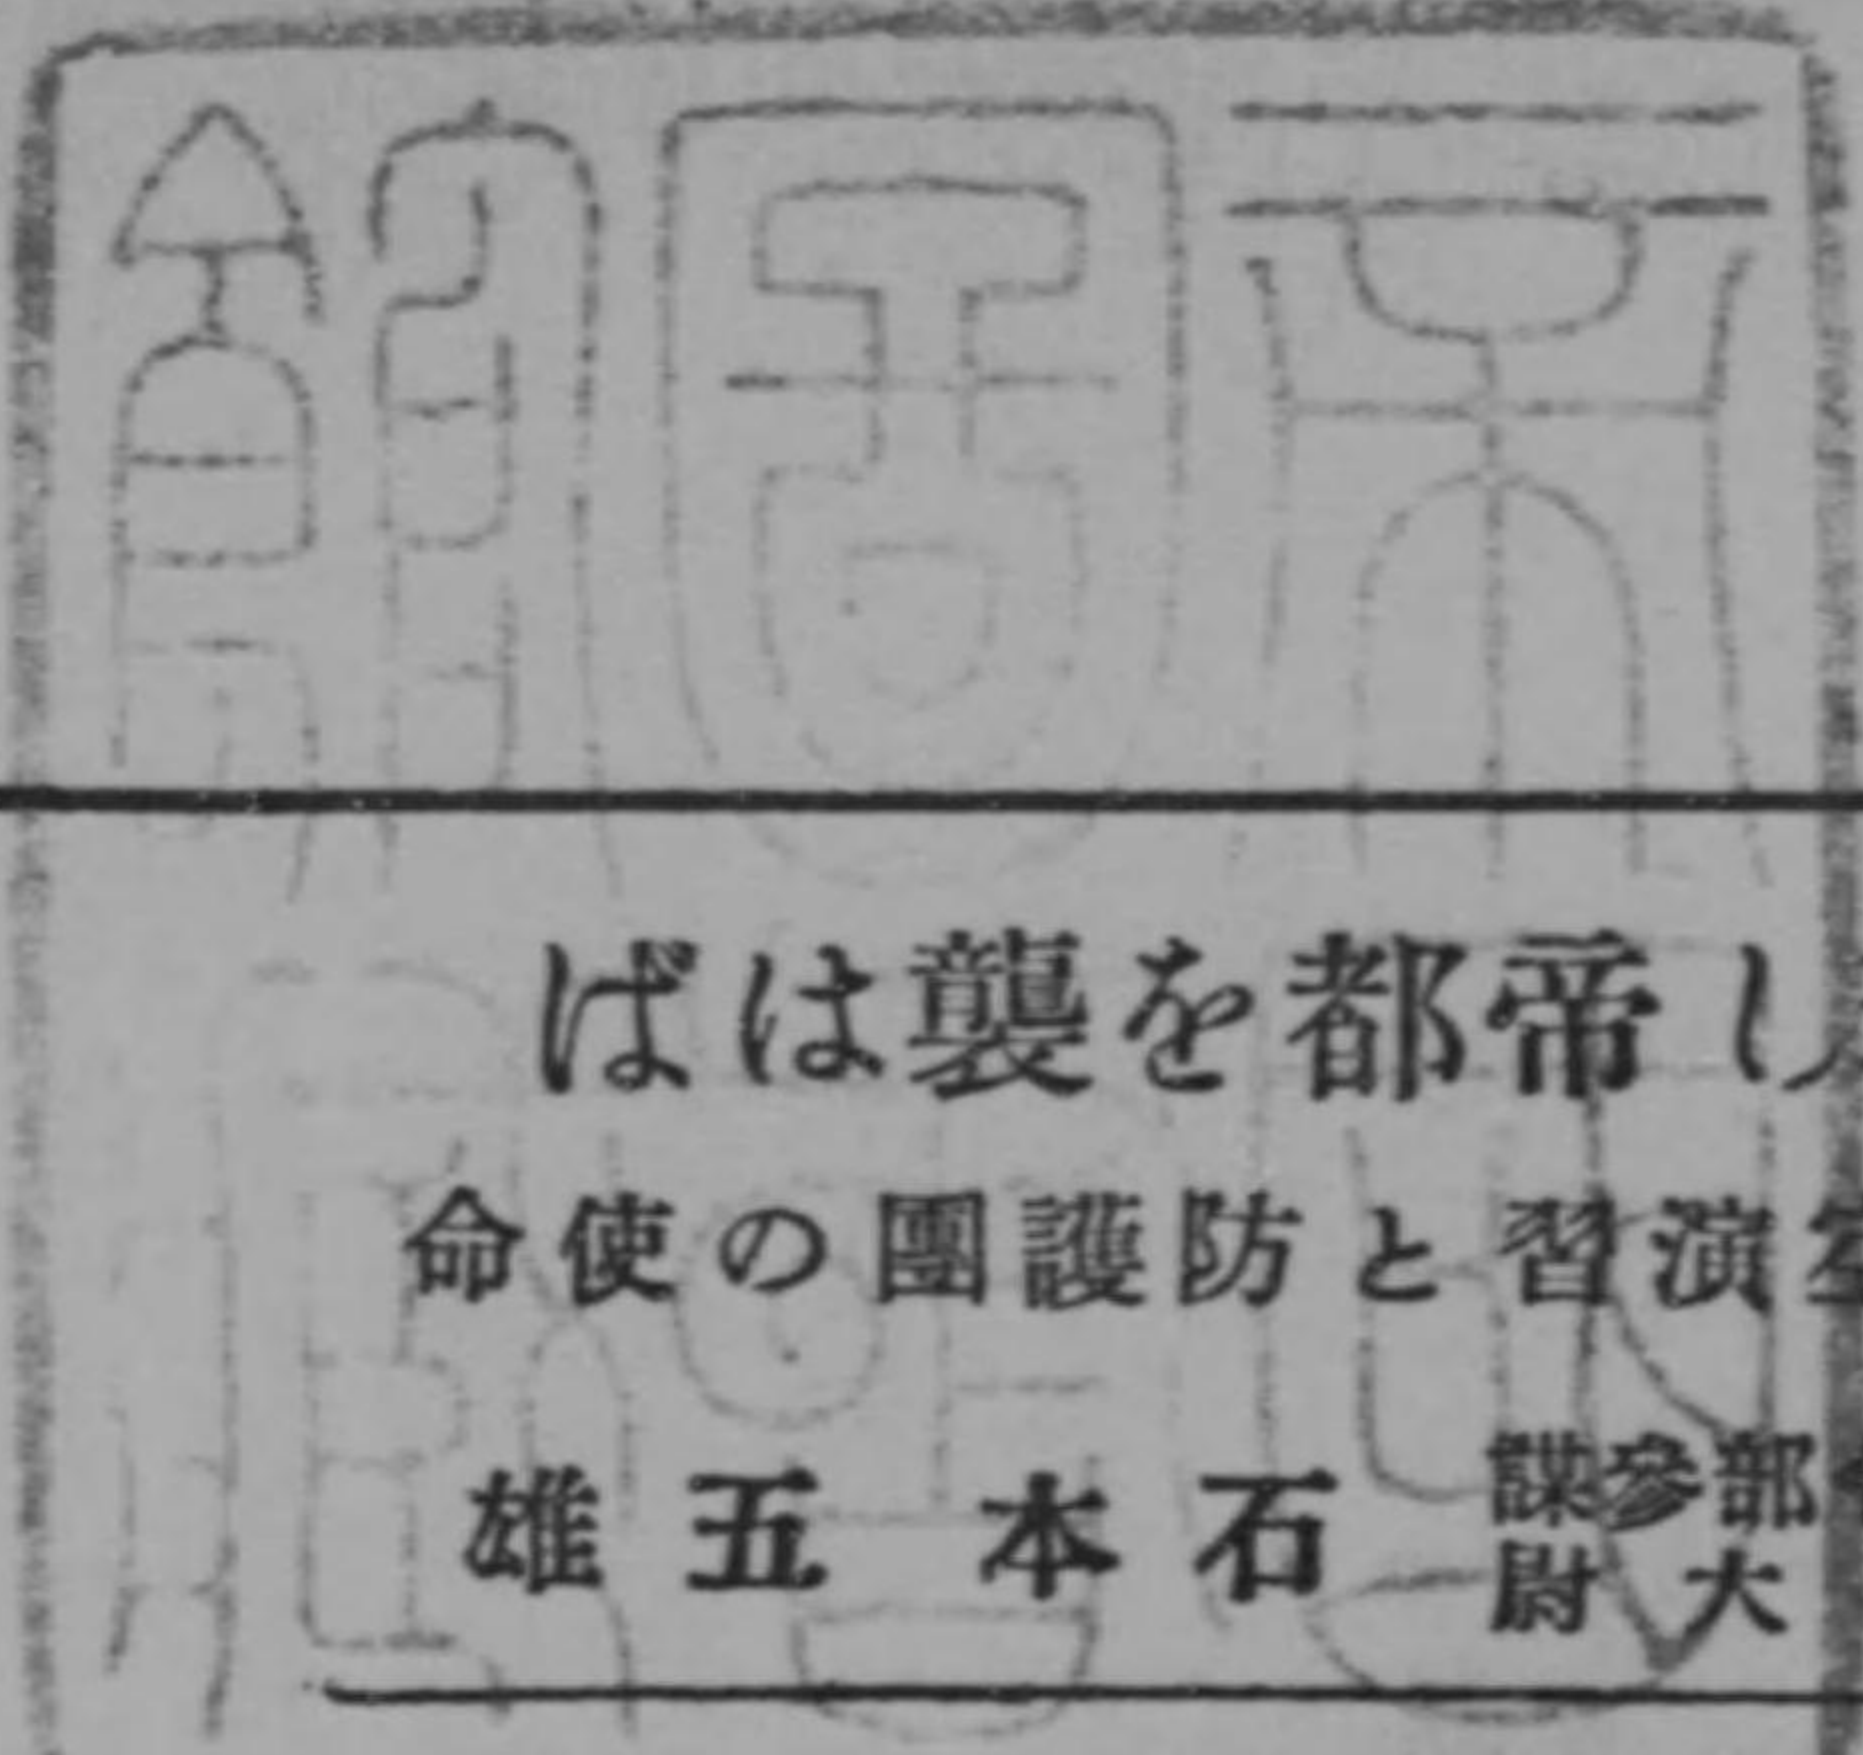 し帝都を襲はば
演習と防護團の使命
部參謀
大尉
石本五雄